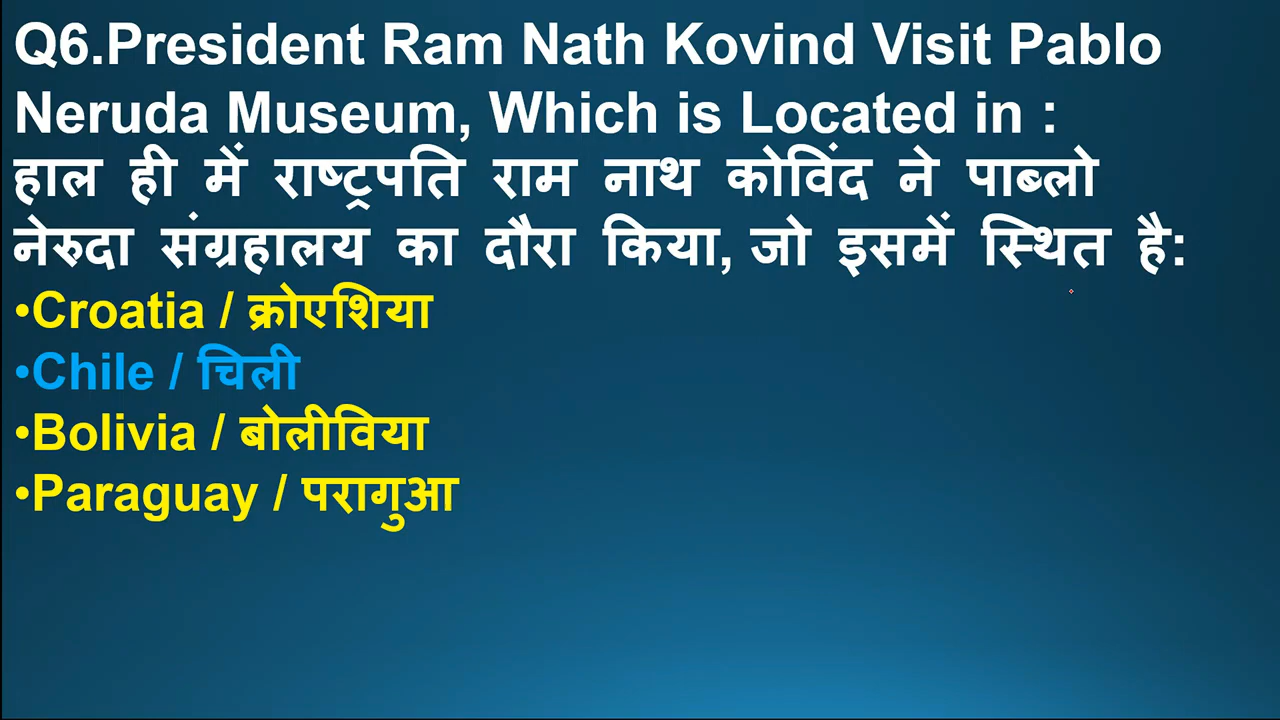 Q6.President Ram Nath Kovind Visit Pablo
Neruda Museum, Which is Located in :
हाल ही में राष्ट्रपति राम नाथ कोविंद ने पाब्लो
नेरुदा संग्रहालय का दौरा किया, जो इसमें स्थित है:
•Croatia / क्रोएशिया
•Chile / चिली
•Bolivia / बोलीविया
•Paraguay / परागुआ